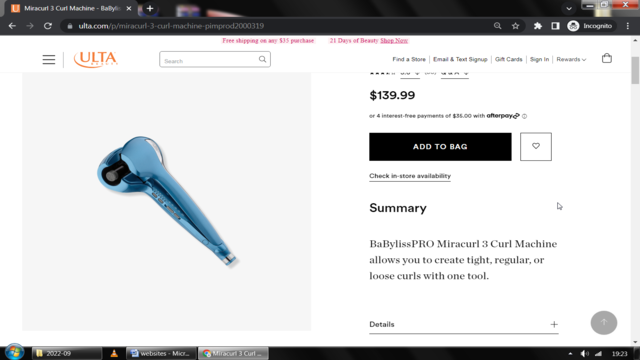 Miracurl 3 Curl Machine - BaByliss
ulta.com/p/miracurl-3-curl-machine-pimprod2000319
Incognito
Free shipping on any $35 purchase 21 Days of Beauty Shop Now
ULTA
BEAUTY
Search
Find a Store
Email & Text Signup
Gift Cards
Sign In
Rewards
$139.99
or 4 interest-free payments of $35.00 with afterpay
ADD TO BAG
Check in-store availability
Summary
BaBylissPRO Miracurl 3 Curl Machine
allows you to create tight, regular, or
loose curls with one tool.
Details
2022-09
websites - Micr...
Miracurl 3 Curl ...
19:23